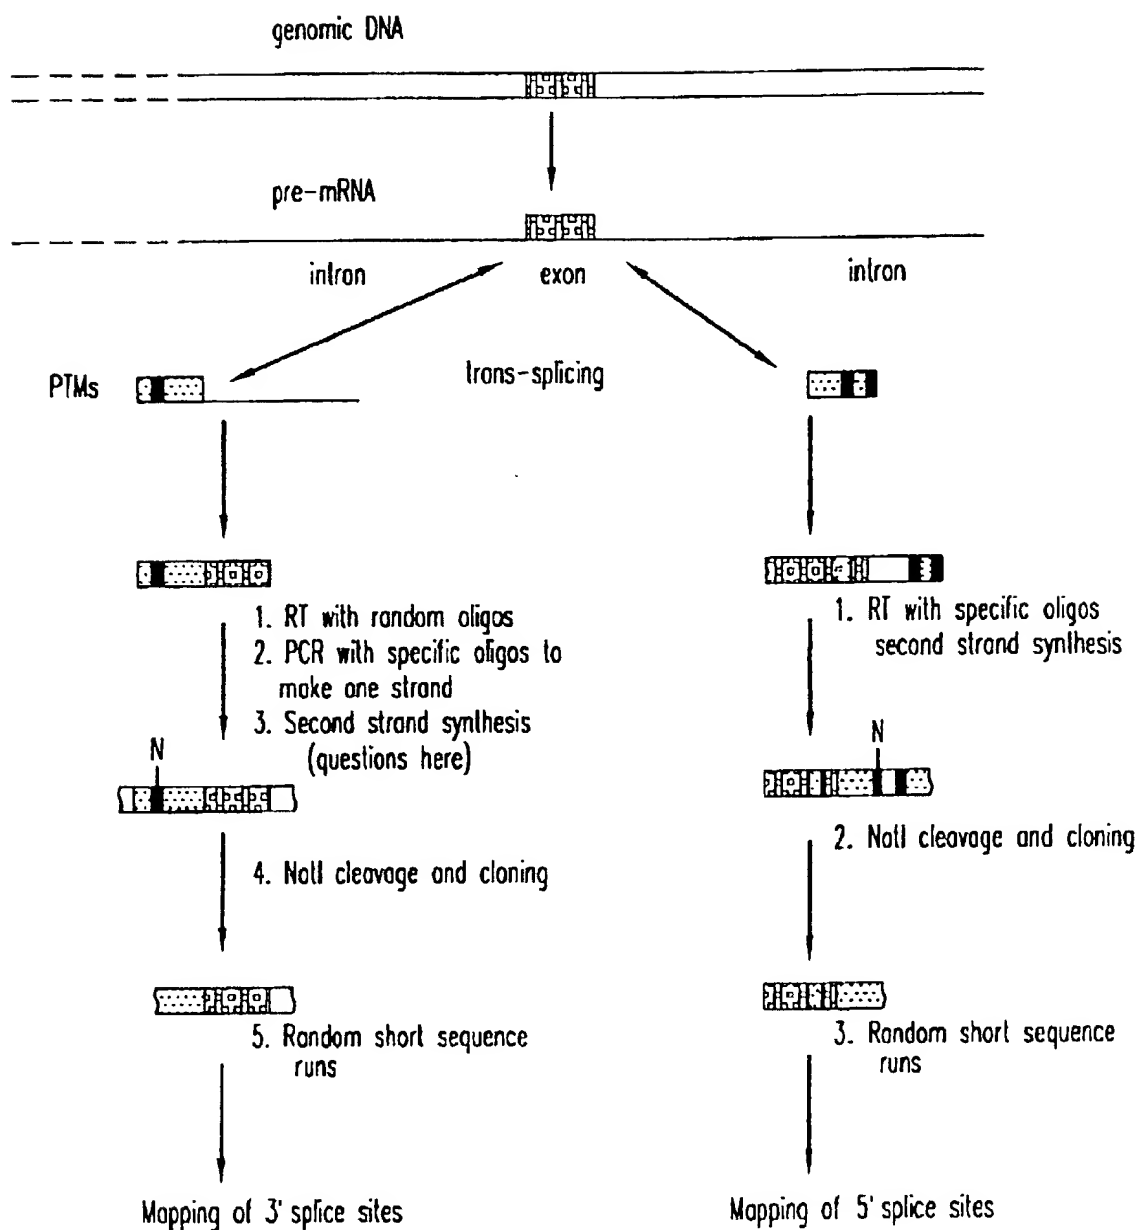 genomic DNA
pre-mRNA
intron
exon
intron
PTMs
trans-splicing
1. RT with random oligos
2. PCR with specific oligos to
make one strand
3. Second strand synthesis
(questions here)
N
4. NotI cleavage and cloning
5. Random short sequence
runs
Mapping of 3' splice sites
1. RT with specific oligos
second strand synthesis
N
2. NotI cleavage and cloning
3. Random short sequence
runs
Mapping of 5' splice sites